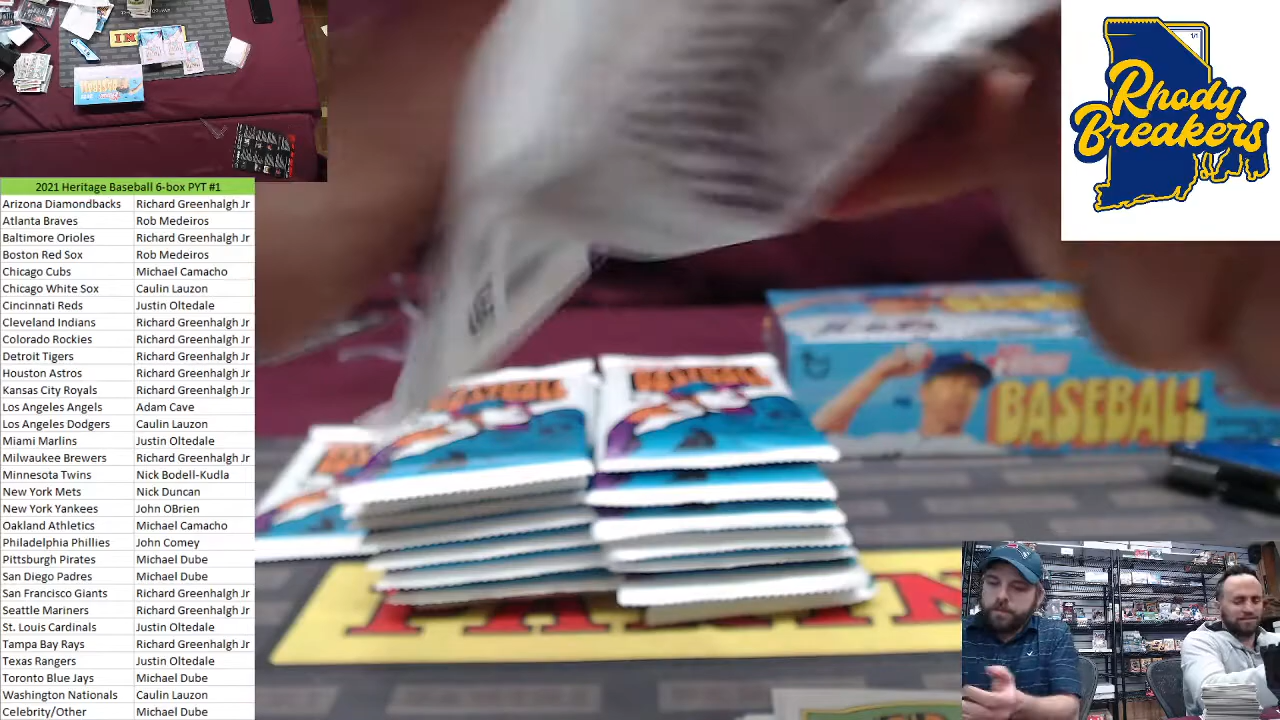 2021 Heritage Baseball 6-box PYT #1
Arizona Diamondbacks Richard Greenhalgh Jr
Atlanta Braves Rob Medeiros
Baltimore Orioles Richard Greenhalgh Jr
Boston Red Sox Rob Medeiros
Chicago Cubs Michael Camacho
Chicago White Sox Caulin Lauzon
Cincinnati Reds Justin Oltedale
Cleveland Indians Richard Greenhalgh Jr
Colorado Rockies Richard Greenhalgh Jr
Detroit Tigers Richard Greenhalgh Jr
Houston Astros Richard Greenhalgh Jr
Kansas City Royals Richard Greenhalgh Jr
Los Angeles Angels Adam Cave
Los Angeles Dodgers Caulin Lauzon
Miami Marlins Justin Oltedale
Milwaukee Brewers Richard Greenhalgh Jr
Minnesota Twins Nick Bodell-Kudla
New York Mets Nick Duncan
New York Yankees John OBrien
Oakland Athletics Michael Camacho
Philadelphia Phillies John Comey
Pittsburgh Pirates Michael Dube
San Diego Padres Michael Dube
San Francisco Giants Richard Greenhalgh Jr
Seattle Mariners Richard Greenhalgh Jr
St. Louis Cardinals Justin Oltedale
Tampa Bay Rays Richard Greenhalgh Jr
Texas Rangers Justin Oltedale
Toronto Blue Jays Michael Dube
Washington Nationals Caulin Lauzon
Celebrity/Other Michael Dube
1/1
Rhody
Breakers
BASEBALL
BASEBALL
BASEBALL